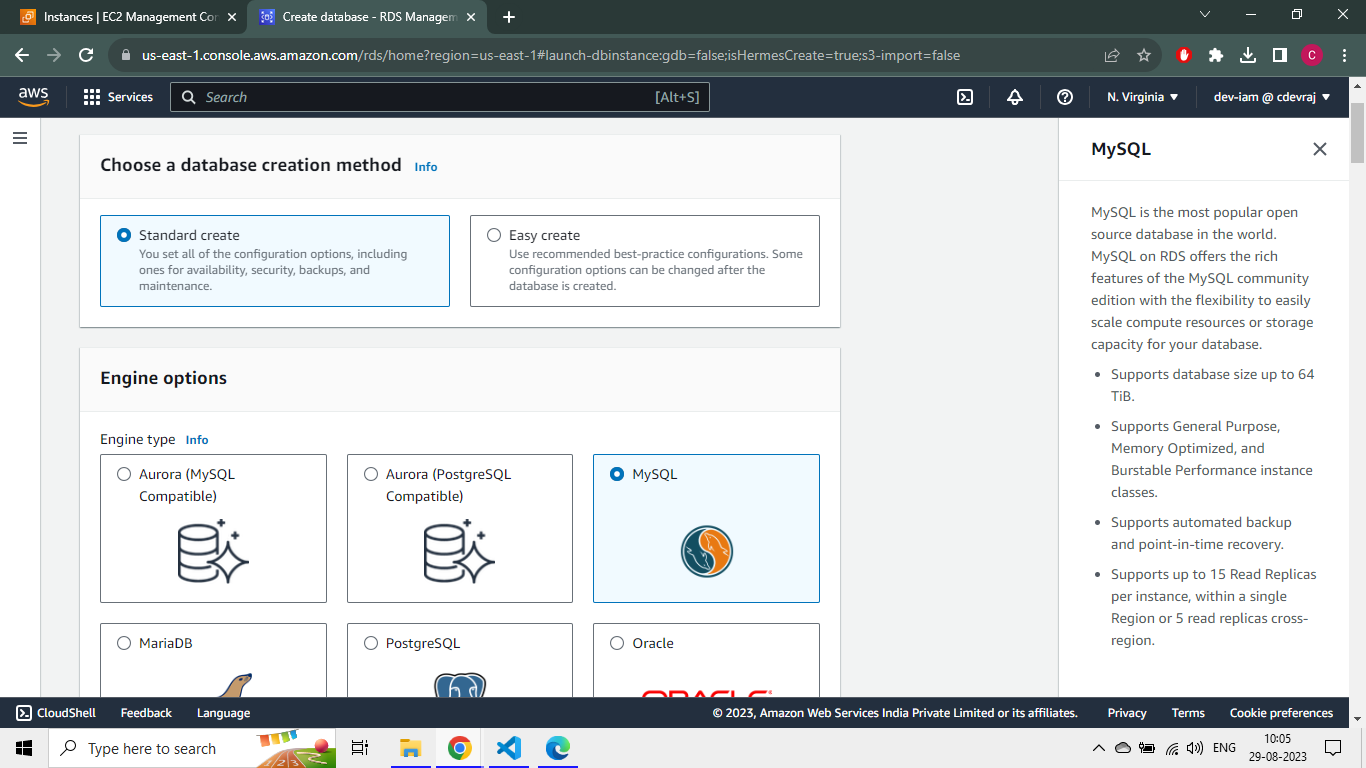 Instances | EC2 Management Con
Create database - RDS Managem
us-east-1.console.aws.amazon.com/rds/home?region=us-east-1#launch-dbinstance:gdb=false;isHermesCreate=true;s3-import=false
C
aws
Services
Search
[Alt+S]
N. Virginia
dev-iam @ cdevraj
Choose a database creation method Info
Standard create
You set all of the configuration options, including
ones for availability, security, backups, and
maintenance.
Easy create
Use recommended best-practice configurations. Some
configuration options can be changed after the
database is created.
Engine options
Engine type Info
Aurora (MySQL
Compatible)
Aurora (PostgreSQL
Compatible)
MySQL
MariaDB
PostgreSQL
Oracle
ORACLE
MySQL
MySQL is the most popular open
source database in the world.
MySQL on RDS offers the rich
features of the MySQL community
edition with the flexibility to easily
scale compute resources or storage
capacity for your database.
• Supports database size up to 64
TiB.
• Supports General Purpose,
Memory Optimized, and
Burstable Performance instance
classes.
• Supports automated backup
and point-in-time recovery.
• Supports up to 15 Read Replicas
per instance, within a single
Region or 5 read replicas cross-
region.
CloudShell
Feedback
Language
© 2023, Amazon Web Services India Private Limited or its affiliates.
Privacy
Terms
Cookie preferences
Type here to search
ENG
10:05
29-08-2023